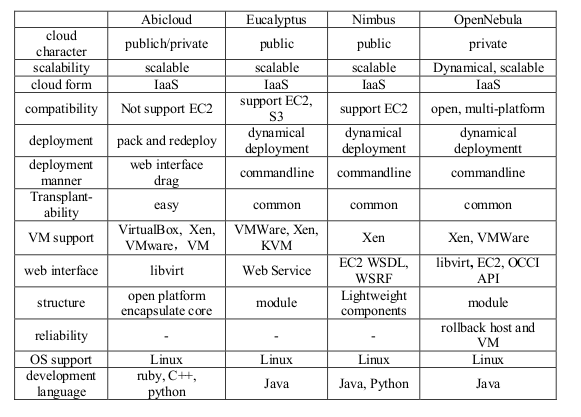 Abicloud Eucalyptus Nimbus OpenNebula
cloud character publich/private public public private
scalability scalable scalable scalable Dynamical, scalable
cloud form IaaS IaaS IaaS IaaS
compatibility Not support EC2 support EC2, S3 support EC2 open, multi-platform
deployment pack and redeploy dynamical deployment dynamical deployment dynamical deploymentt
deployment manner web interface drag commandline commandline commandline
Transplant-ability easy common common common
VM support VirtualBox, Xen, VMware, VM VMWare, Xen, KVM Xen Xen, VMWare
web interface libvirt Web Service EC2 WSDL, WSRF libvirt, EC2, OCCI API
structure open platform encapsulate core module Lightweight components module
reliability - - - rollback host and VM
OS support Linux Linux Linux Linux
development language ruby, C++, python Java Java, Python Java